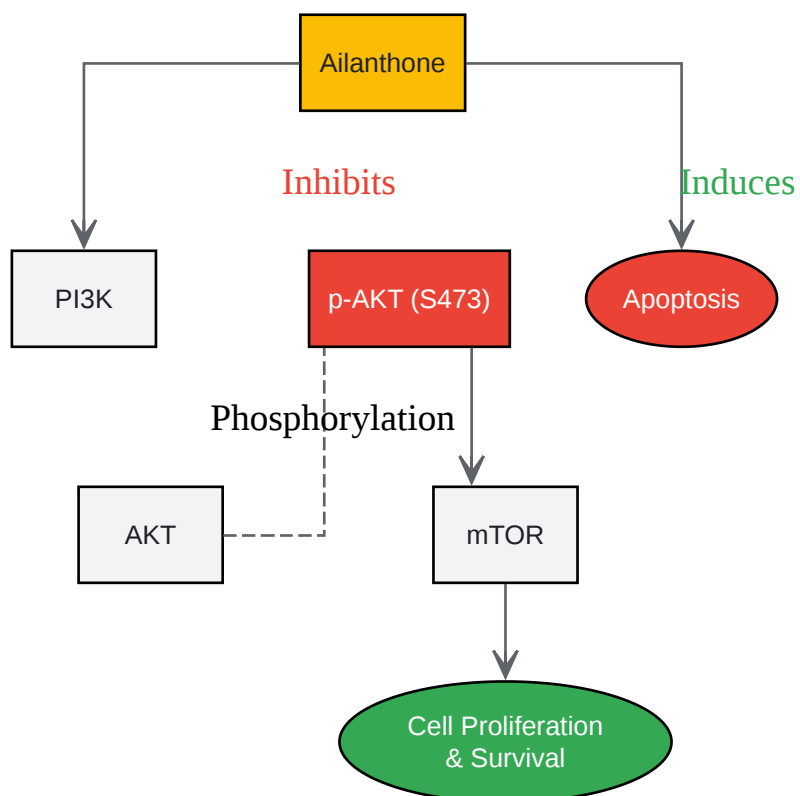 Ailanthone
Inhibits
Induces
PI3K
p-AKT (S473)
Apoptosis
Phosphorylation
AKT
mTOR
Cell Proliferation
& Survival